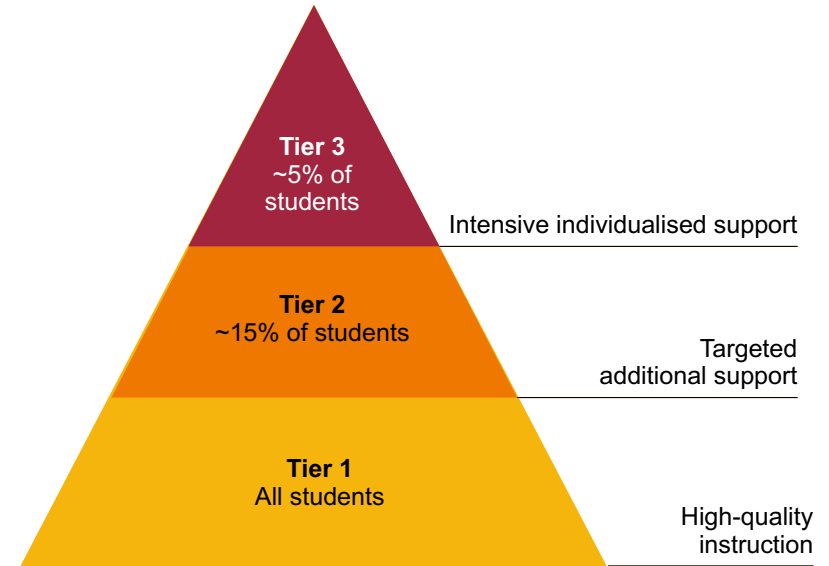 Tier 3
~5% of
students
Intensive individualised support
Tier 2
~15% of students
Targeted
additional support
Tier 1
All students
High-quality
instruction